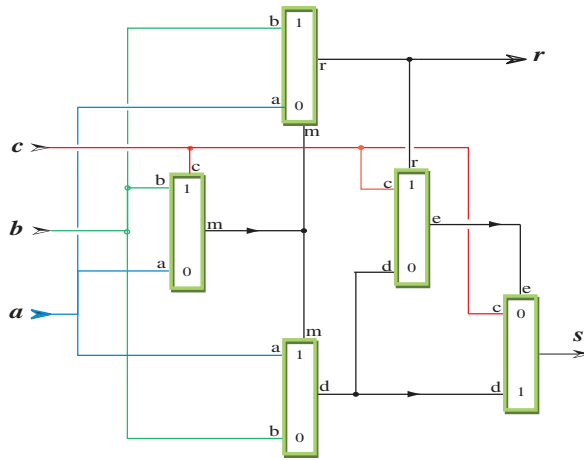 b 1 r
r
a 0
m
c
c r
b 1 c 1
b m e
a 0 d 0
e
a m c 0
a 1 s
d d 1
b 0